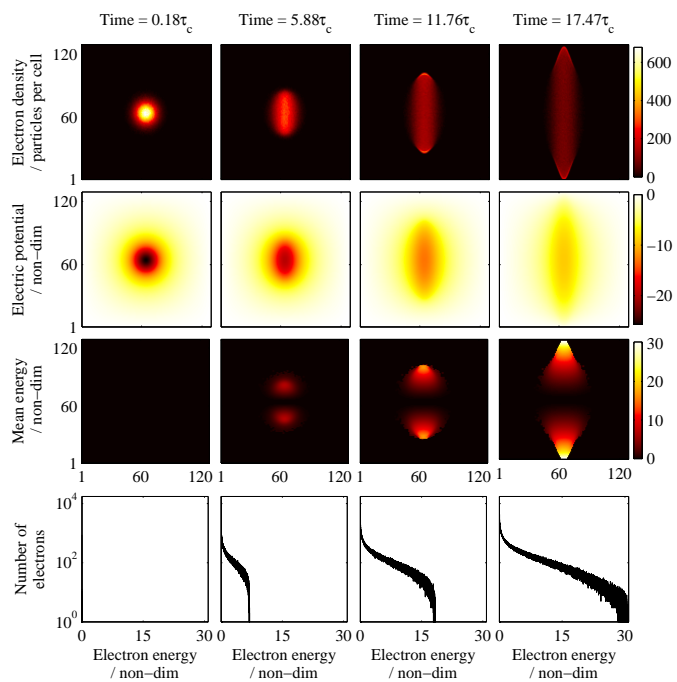 Time = 0.18τc
Time = 5.88τc
Time = 11.76τc
Time = 17.47τc
Electron density
/ particles per cell
120
60
1
600
400
200
0
Electric potential
/ non−dim
120
60
1
0
−10
−20
Mean energy
/ non−dim
120
60
1
30
20
10
0
1 60 120
1 60 120
1 60 120
1 60 120
Number of
electrons
10^4
10^2
10^0
0 15 30
0 15 30
0 15 30
0 15 30
Electron energy
/ non−dim
Electron energy
/ non−dim
Electron energy
/ non−dim
Electron energy
/ non−dim